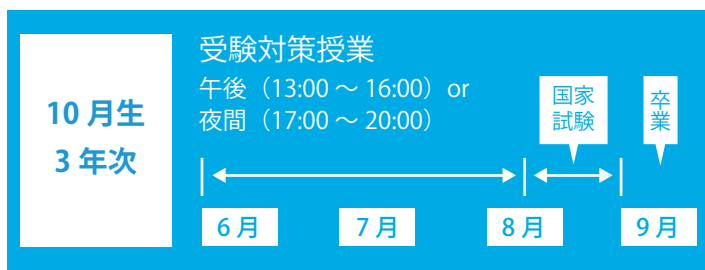 10月生
3年次
受験対策授業
午後（13:00～16:00）or
夜間（17:00～20:00）
国家
試験
卒業
6月
7月
8月
9月